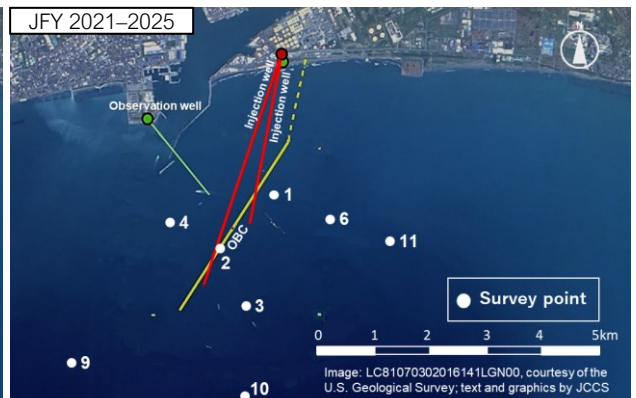 JFY 2021–2025
N
Observation well
Injection well
Injection well
OBC
1
4
6
11
2
3
9
10
Survey point
0 1 2 3 4 5km
Image: LC81070302016141LGN00, courtesy of the
U.S. Geological Survey; text and graphics by JCCS